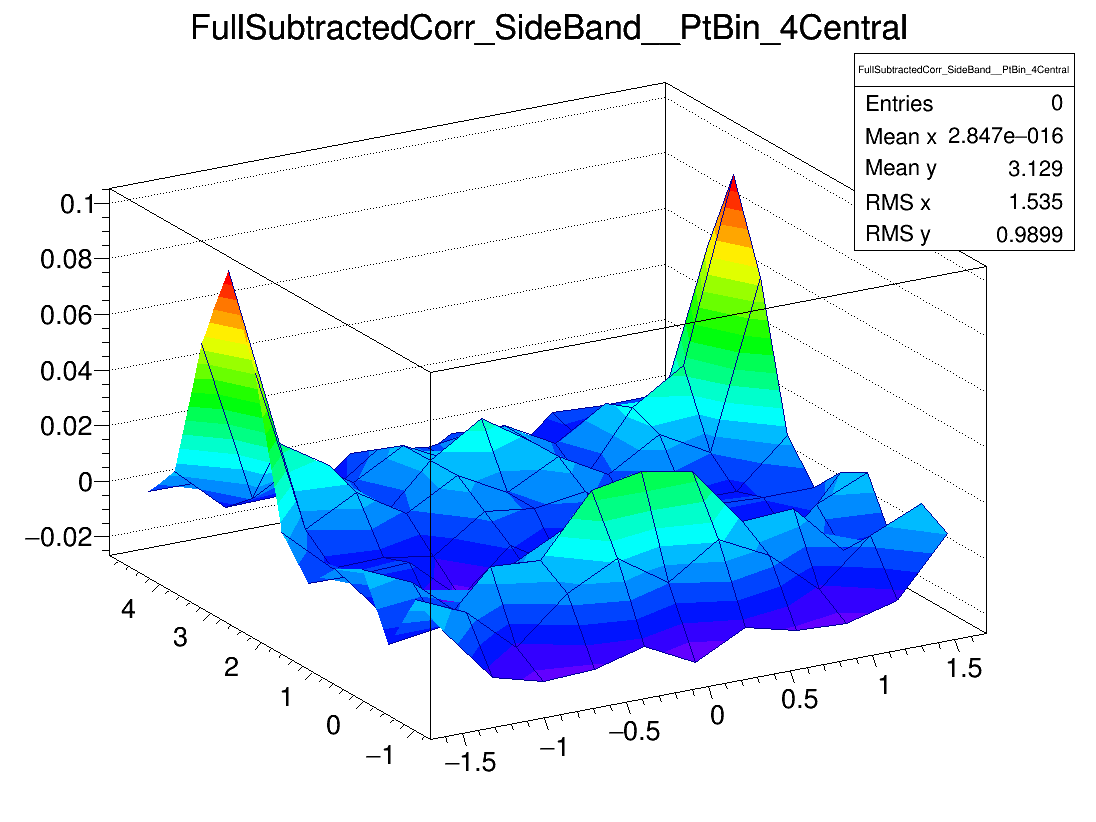 FullSubtractedCorr_SideBand__PtBin_4Central
FullSubtractedCorr_SideBand__PtBin_4Central
Entries 0
Mean x 2.847e−016
Mean y 3.129
RMS x 1.535
RMS y 0.9899
0.1
0.08
0.06
0.04
0.02
0
−0.02
4
3
2
1
0
−1
−1.5
−1
−0.5
0
0.5
1
1.5